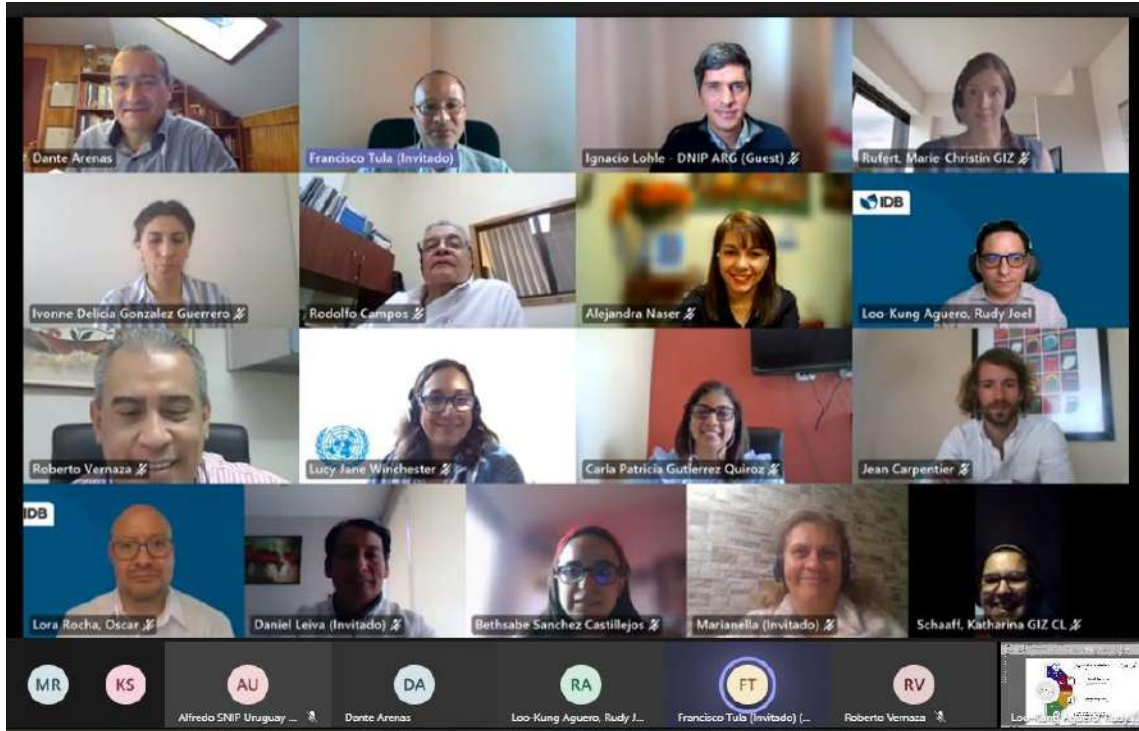 Dante Arenas
Francisco Tula (Invitado)
Ignacio Lohle - DNIP ARG (Guest)
Rufert, Marie-Christin GIZ
Ivonne Delicia Gonzalez Guerrero
Rodolfo Campos
Alejandra Naser
IDB
Loo-Kung Aguero, Rudy Joel
Roberto Vernaza
Lucy Jane Winchester
Carla Patricia Gutierrez Quiroz
Jean Carpentier
IDB
Lora Rocha, Oscar
Daniel Leiva (Invitado)
Bethsabe Sanchez Castillejos
Marianella (Invitado)
Schaaff, Katharina GIZ CL
MR
KS
AU
DA
RA
FT
RV
Alfredo SNIP Uruguay ...
Dante Arenas
Loo-Kung Aguero, Rudy J...
Francisco Tula (Invitado) (...
Roberto Vernaza
Loo-Kung Aguero, Rudy